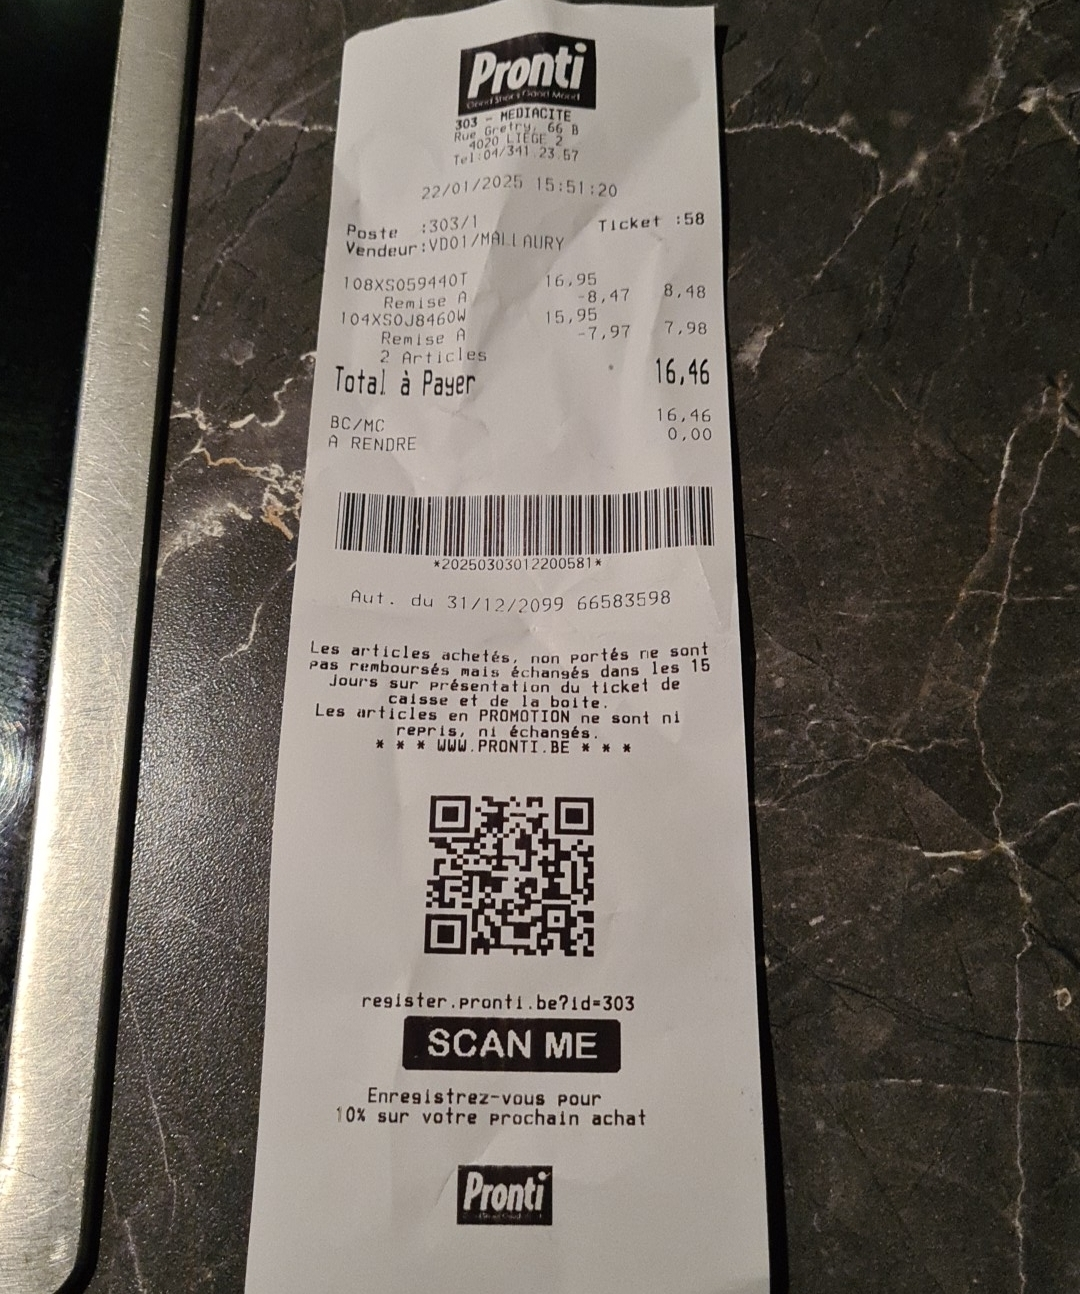 Pronti
Good Shoes Good Mood
303 - MEDIACITE
Rue Gretry, 66 B
4020 LIEGE 2
Tel:04/341.23.57
22/01/2025 15:51:20
Poste :303/1 Ticket :58
Vendeur:VD01/MALLAURY
108XS059440T 16,95
Remise A -8,47 8,48
104XS0J8460W 15,95
Remise A -7,97 7,98
2 Articles
Total à Payer 16,46
BC/MC 16,46
A RENDRE 0,00
*20250303012200581*
Aut. du 31/12/2099 66583598
Les articles achetés, non portés ne sont
pas remboursés mais échangés dans les 15
jours sur présentation du ticket de
caisse et de la boite.
Les articles en PROMOTION ne sont ni
repris, ni échangés.
* * * WWW.PRONTI.BE * * *
register.pronti.be?id=303
SCAN ME
Enregistrez-vous pour
10% sur votre prochain achat
Pronti